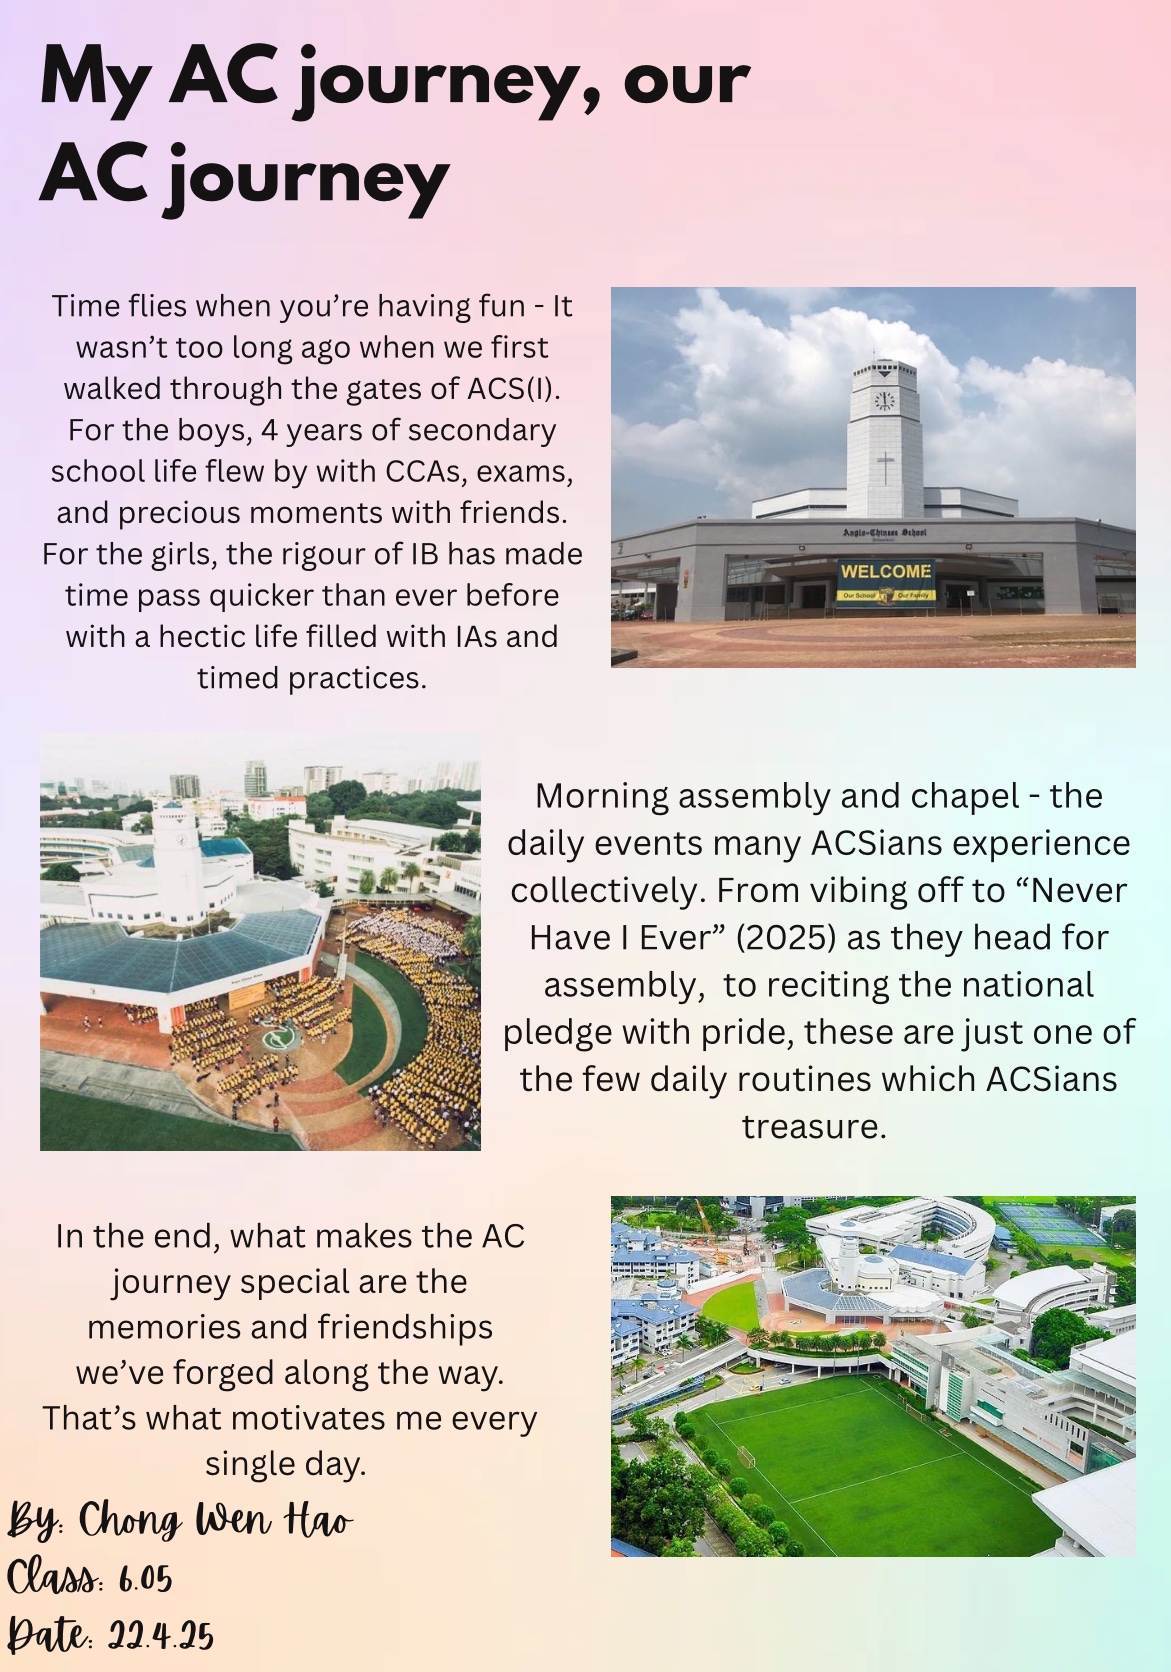 My AC journey, our
AC journey
Time flies when you’re having fun - It
wasn’t too long ago when we first
walked through the gates of ACS(I).
For the boys, 4 years of secondary
school life flew by with CCAs, exams,
and precious moments with friends.
For the girls, the rigour of IB has made
time pass quicker than ever before
with a hectic life filled with IAs and
timed practices.
Anglo-Chinese School
WELCOME
Our School Our Family
Morning assembly and chapel - the
daily events many ACSians experience
collectively. From vibing off to “Never
Have I Ever” (2025) as they head for
assembly,  to reciting the national
pledge with pride, these are just one of
the few daily routines which ACSians
treasure.
In the end, what makes the AC
journey special are the
memories and friendships
we’ve forged along the way.
That’s what motivates me every
single day.
By: Chong Wen Hao
Class: 6.05
Date: 22.4.25